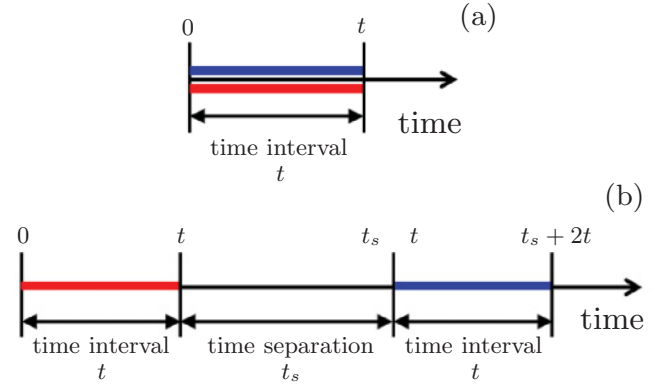 (a)
0 t
time
time interval
t
(b)
0 t t_s t t_s + 2t
time
time interval time separation time interval
t t_s t